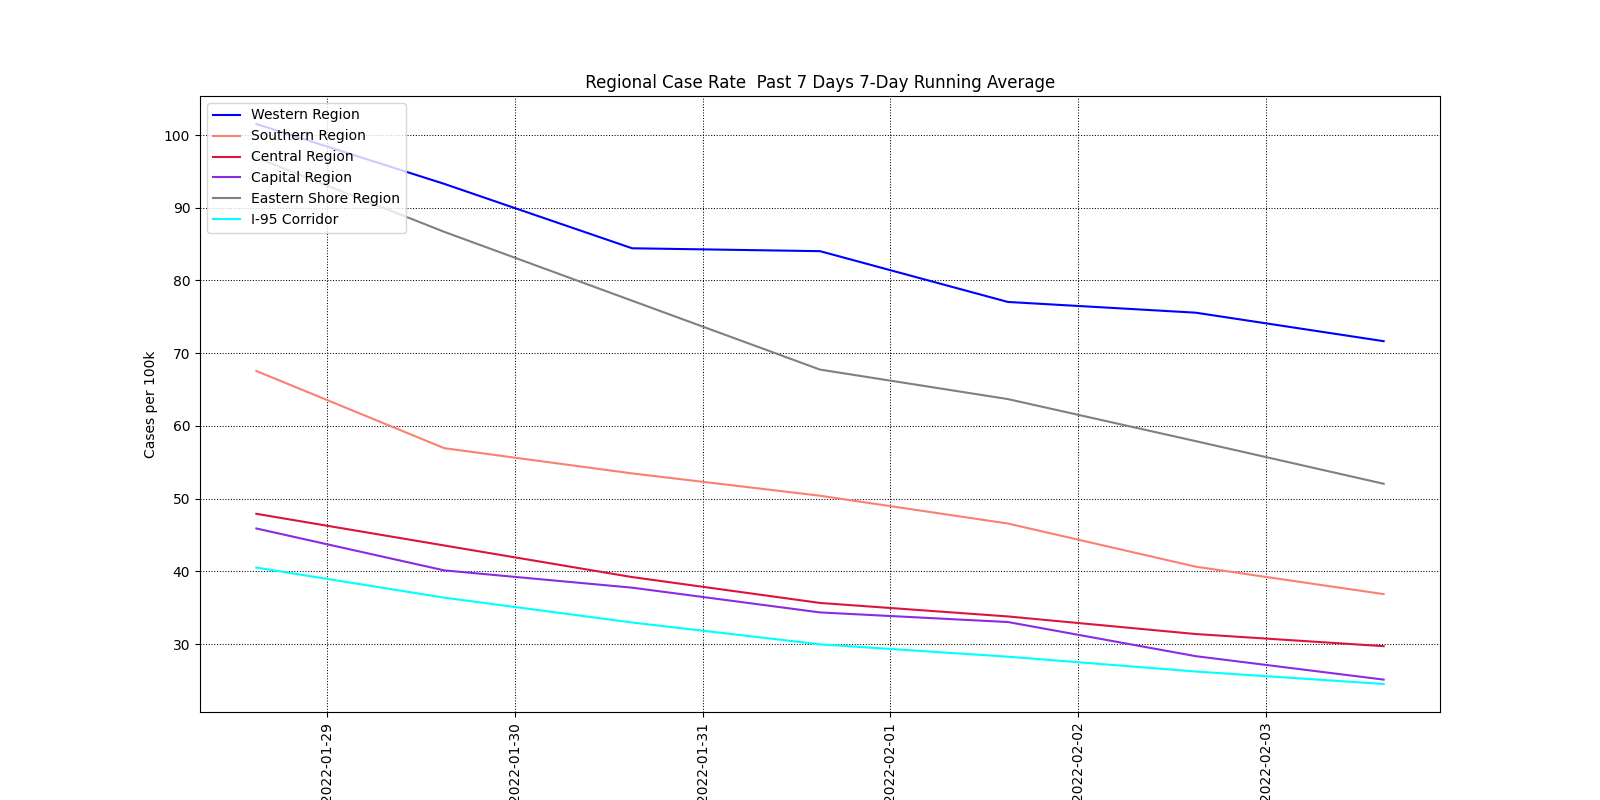 Regional Case Rate  Past 7 Days 7-Day Running Average
Western Region
Southern Region
Central Region
Capital Region
Eastern Shore Region
I-95 Corridor
Cases per 100k
100
90
80
70
60
50
40
30
2022-01-29
2022-01-30
2022-01-31
2022-02-01
2022-02-02
2022-02-03